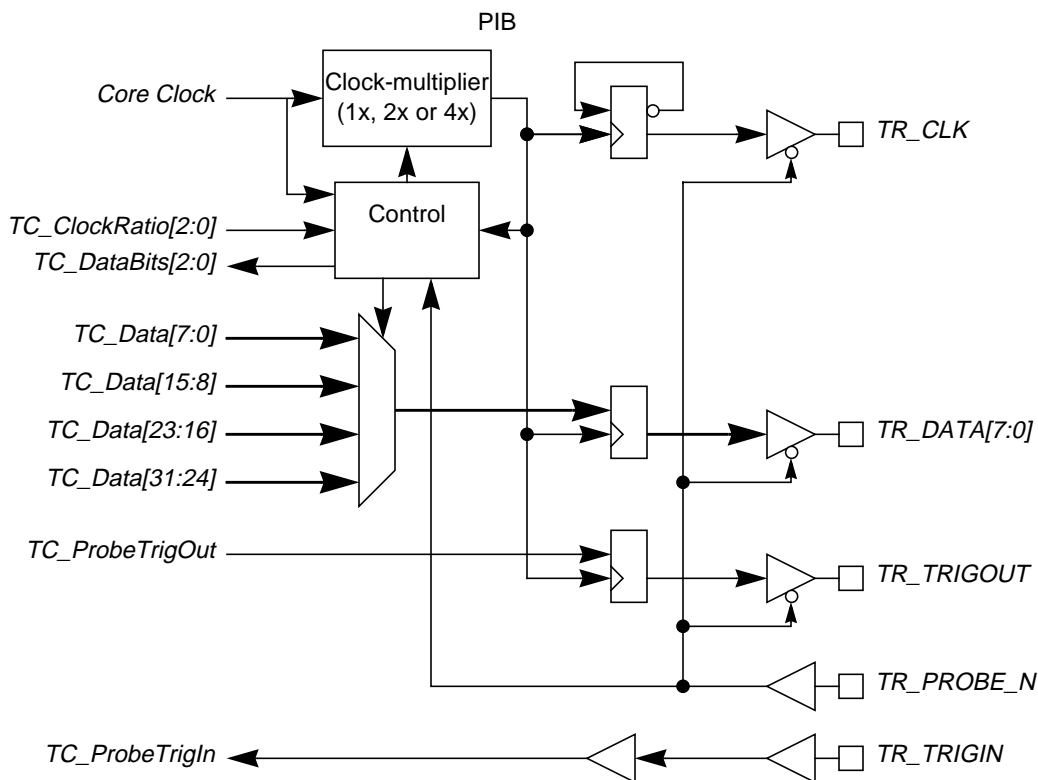 PIB
Core Clock
Clock-multiplier
(1x, 2x or 4x)
TR_CLK
Control
TC_ClockRatio[2:0]
TC_DataBits[2:0]
TC_Data[7:0]
TC_Data[15:8]
TC_Data[23:16]
TC_Data[31:24]
TR_DATA[7:0]
TC_ProbeTrigOut
TR_TRIGOUT
TR_PROBE_N
TC_ProbeTrigIn
TR_TRIGIN